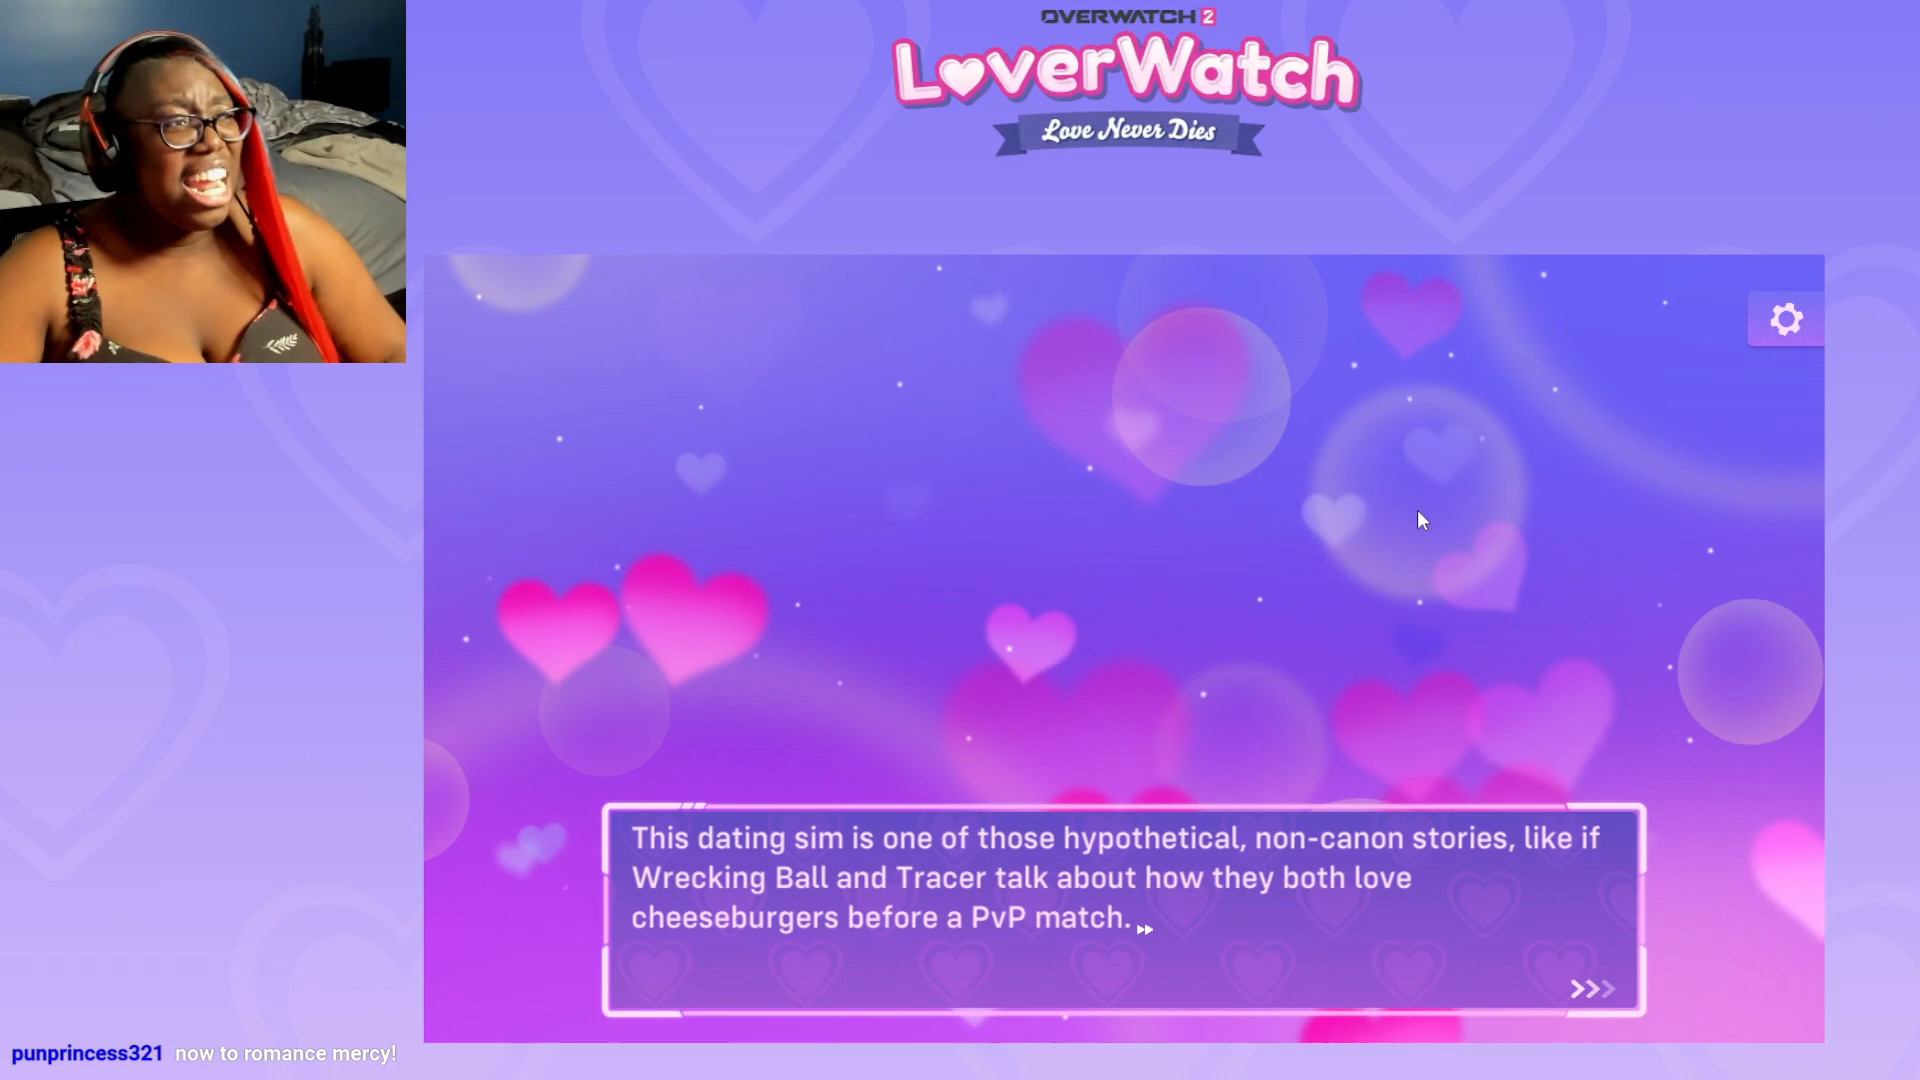 OVERWATCH 2
LoverWatch
Love Never Dies
This dating sim is one of those hypothetical, non-canon stories, like if
Wrecking Ball and Tracer talk about how they both love
cheeseburgers before a PvP match.
punprincess321 now to romance mercy!